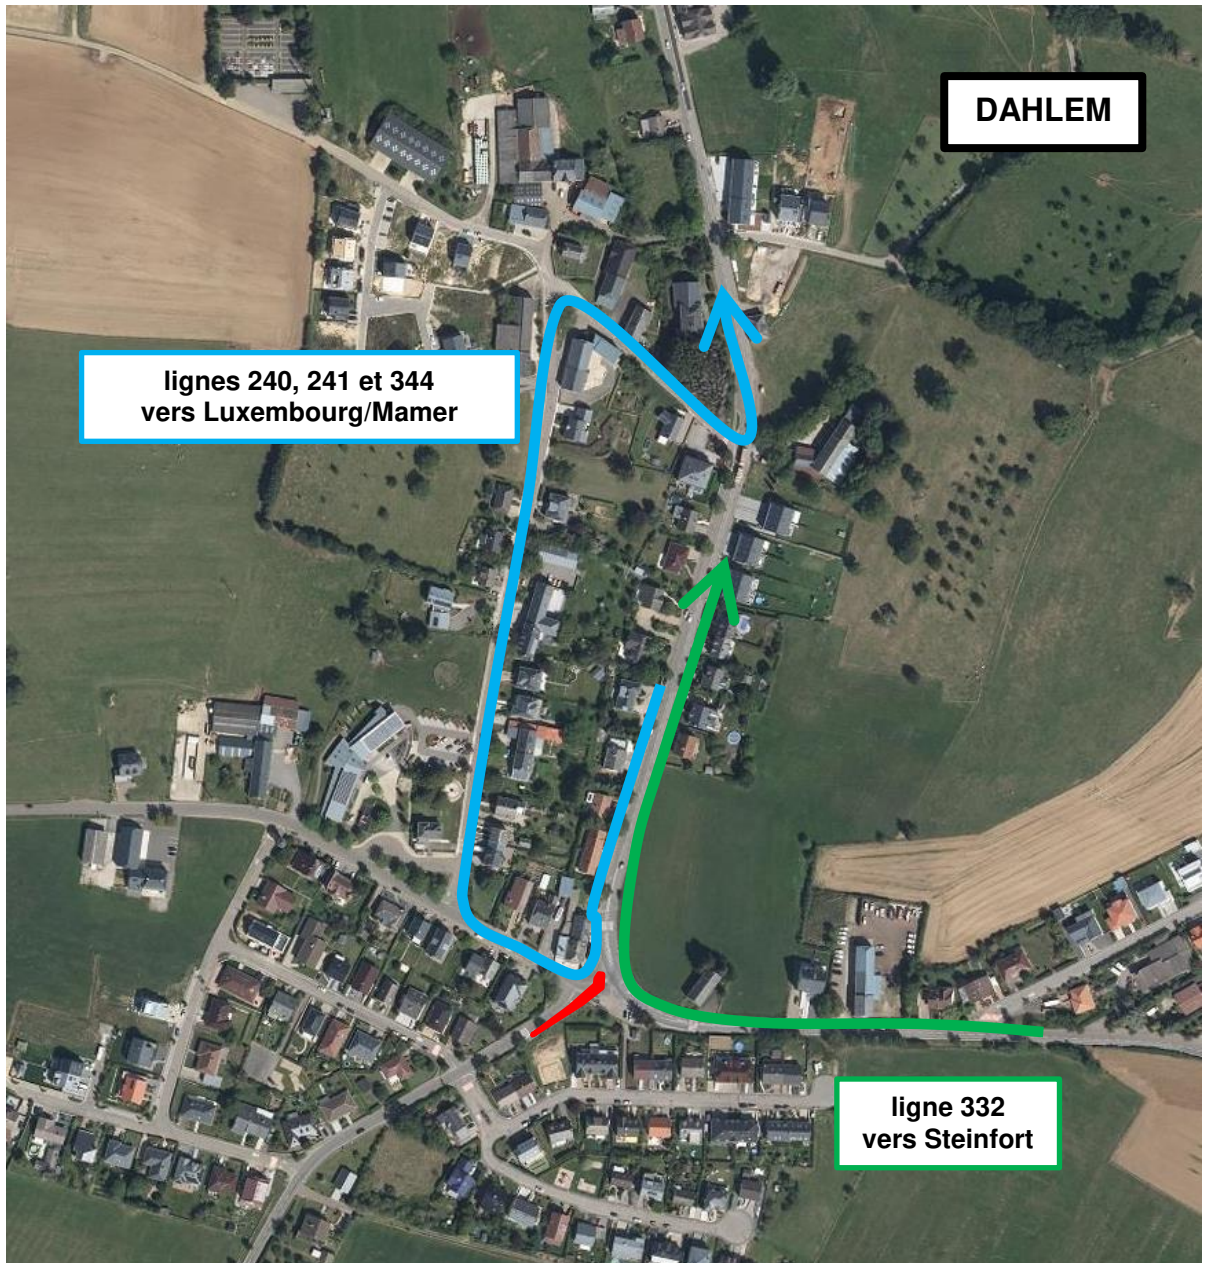 DAHLEM
lignes 240, 241 et 344
vers Luxembourg/Mamer
ligne 332
vers Steinfort